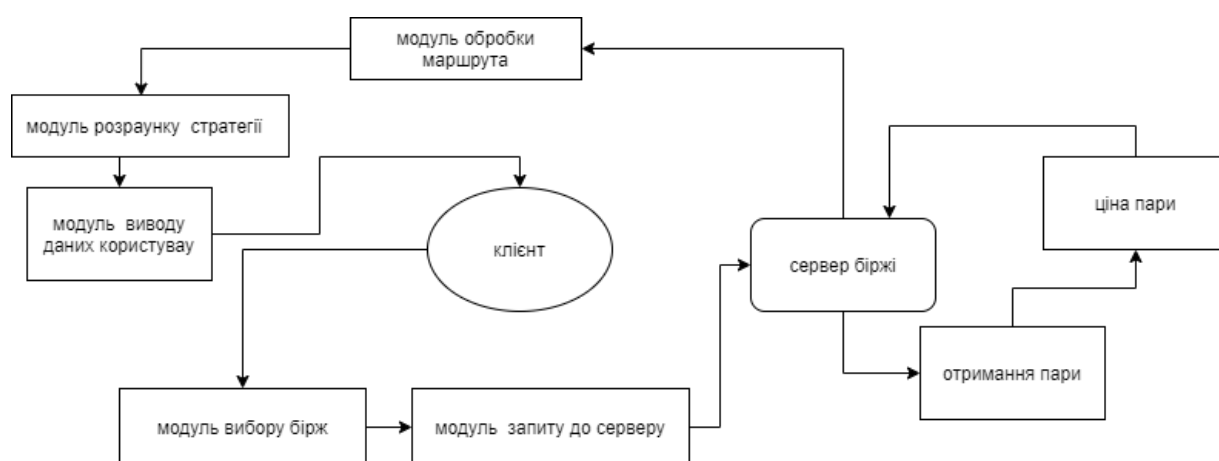 модуль обробки
маршрута
модуль розраунку стратегії
модуль виводу
даних користувау
клієнт
сервер біржі
ціна пари
отримання пари
модуль вибору бірж
модуль запиту до серверу